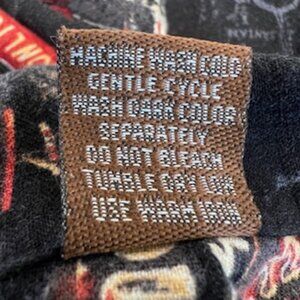 MACHINE WASH COLD
GENTLE CYCLE
WASH DARK COLOR
SEPARATELY
DO NOT BLEACH
TUMBLE DRY LOW
USE WARM IRON